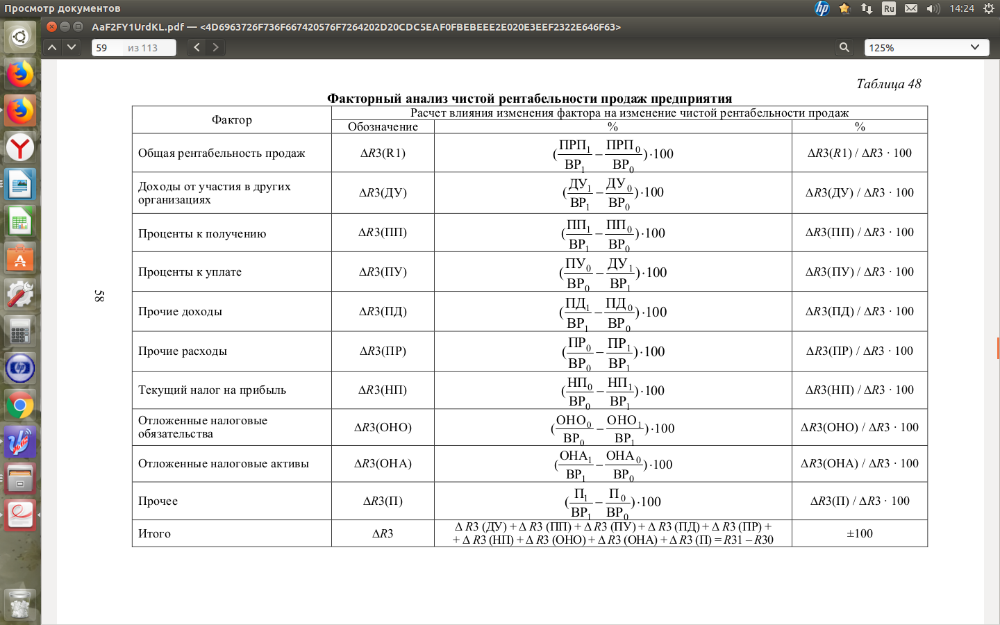 Просмотр документов
Ru
14:24
AaF2FY1UrdKL.pdf — <4D6963726F736F667420576F7264202D20CDC5EAF0FBEBEEE2E020E3EEF2322E646F63>
59 из 113
125%
Таблица 48
Факторный анализ чистой рентабельности продаж предприятия
Фактор
Расчет влияния изменения фактора на изменение чистой рентабельности продаж
Обозначение % %
Общая рентабельность продаж ΔR3(R1) (ПРП1/ВР1 – ПРП0/ВР0)·100 ΔR3(R1) / ΔR3 · 100
Доходы от участия в других
организациях ΔR3(ДУ) (ДУ1/ВР1 – ДУ0/ВР0)·100 ΔR3(ДУ) / ΔR3 · 100
Проценты к получению ΔR3(ПП) (ПП1/ВР1 – ПП0/ВР0)·100 ΔR3(ПП) / ΔR3 · 100
Проценты к уплате ΔR3(ПУ) (ПУ0/ВР0 – ДУ1/ВР1)·100 ΔR3(ПУ) / ΔR3 · 100
Прочие доходы ΔR3(ПД) (ПД1/ВР1 – ПД0/ВР0)·100 ΔR3(ПД) / ΔR3 · 100
Прочие расходы ΔR3(ПР) (ПР0/ВР0 – ПР1/ВР1)·100 ΔR3(ПР) / ΔR3 · 100
Текущий налог на прибыль ΔR3(НП) (НП0/ВР0 – НП1/ВР1)·100 ΔR3(НП) / ΔR3 · 100
Отложенные налоговые
обязательства ΔR3(ОНО) (ОНО0/ВР0 – ОНО1/ВР1)·100 ΔR3(ОНО) / ΔR3 · 100
Отложенные налоговые активы ΔR3(ОНА) (ОНА1/ВР1 – ОНА0/ВР0)·100 ΔR3(ОНА) / ΔR3 · 100
Прочее ΔR3(П) (П1/ВР1 – П0/ВР0)·100 ΔR3(П) / ΔR3 · 100
Итого ΔR3 Δ R3 (ДУ) + Δ R3 (ПП) + Δ R3 (ПУ) + Δ R3 (ПД) + Δ R3 (ПР) +
+ Δ R3 (НП) + Δ R3 (ОНО) + Δ R3 (ОНА) + Δ R3 (П) = R31 – R30 ±100
58